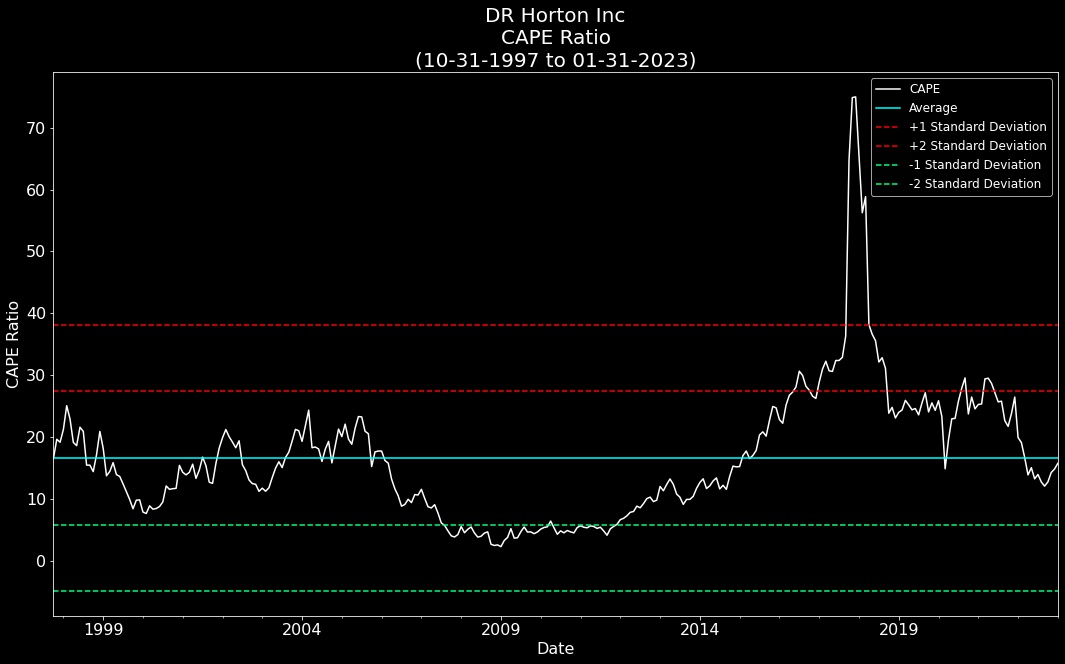 DR Horton Inc
CAPE Ratio
(10-31-1997 to 01-31-2023)
CAPE
Average
+1 Standard Deviation
+2 Standard Deviation
-1 Standard Deviation
-2 Standard Deviation
70
60
50
40
30
20
10
0
CAPE Ratio
1999
2004
2009
2014
2019
Date